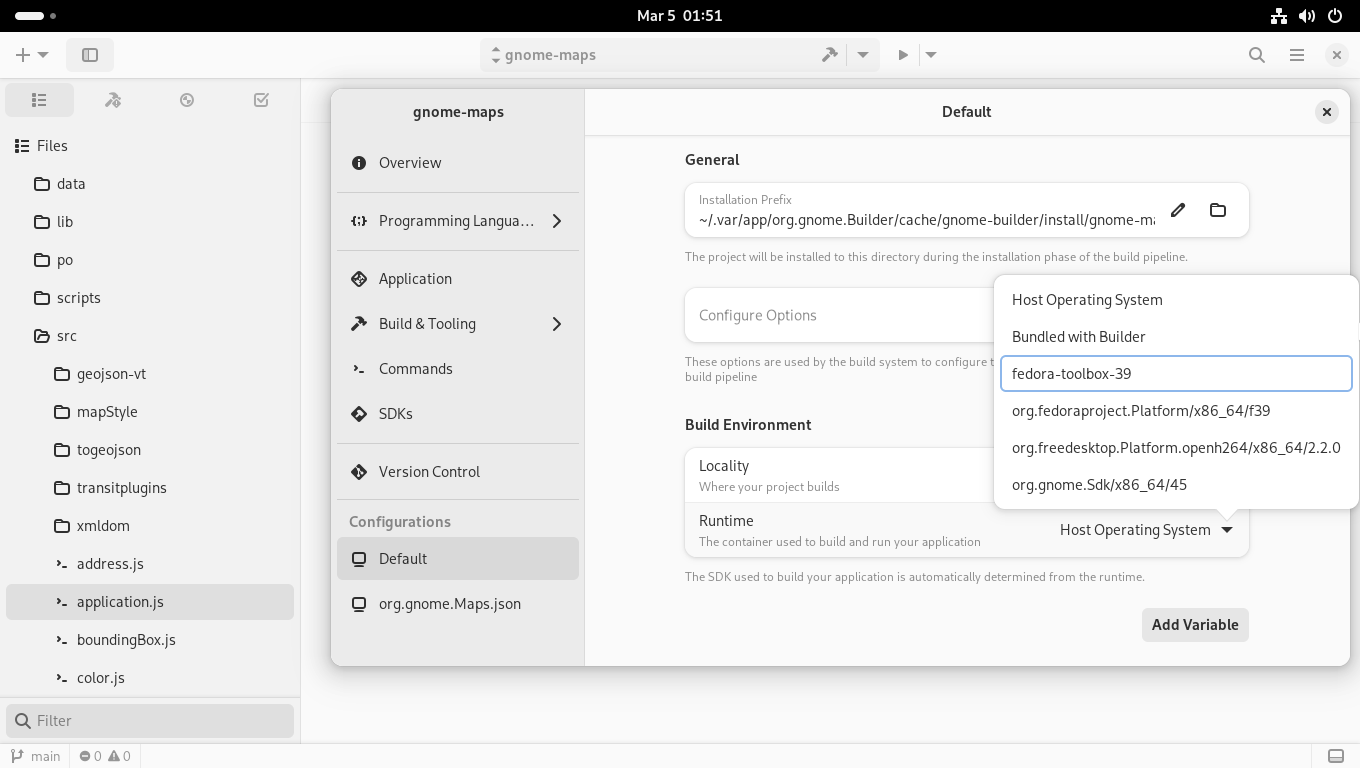 Mar 5 01:51
gnome-maps
Files
data
lib
po
scripts
src
geojson-vt
mapStyle
togeojson
transitplugins
xmldom
address.js
application.js
boundingBox.js
color.js
Filter
main
0
0
gnome-maps
Overview
Programming Langua…
Application
Build & Tooling
Commands
SDKs
Version Control
Configurations
Default
org.gnome.Maps.json
Default
General
Installation Prefix
~/.var/app/org.gnome.Builder/cache/gnome-builder/install/gnome-ma
The project will be installed to this directory during the installation phase of the build pipeline.
Configure Options
These options are used by the build system to configure t
build pipeline
Build Environment
Locality
Where your project builds
Runtime
The container used to build and run your application
Host Operating System
The SDK used to build your application is automatically determined from the runtime.
Add Variable
Host Operating System
Bundled with Builder
fedora-toolbox-39
org.fedoraproject.Platform/x86_64/f39
org.freedesktop.Platform.openh264/x86_64/2.2.0
org.gnome.Sdk/x86_64/45